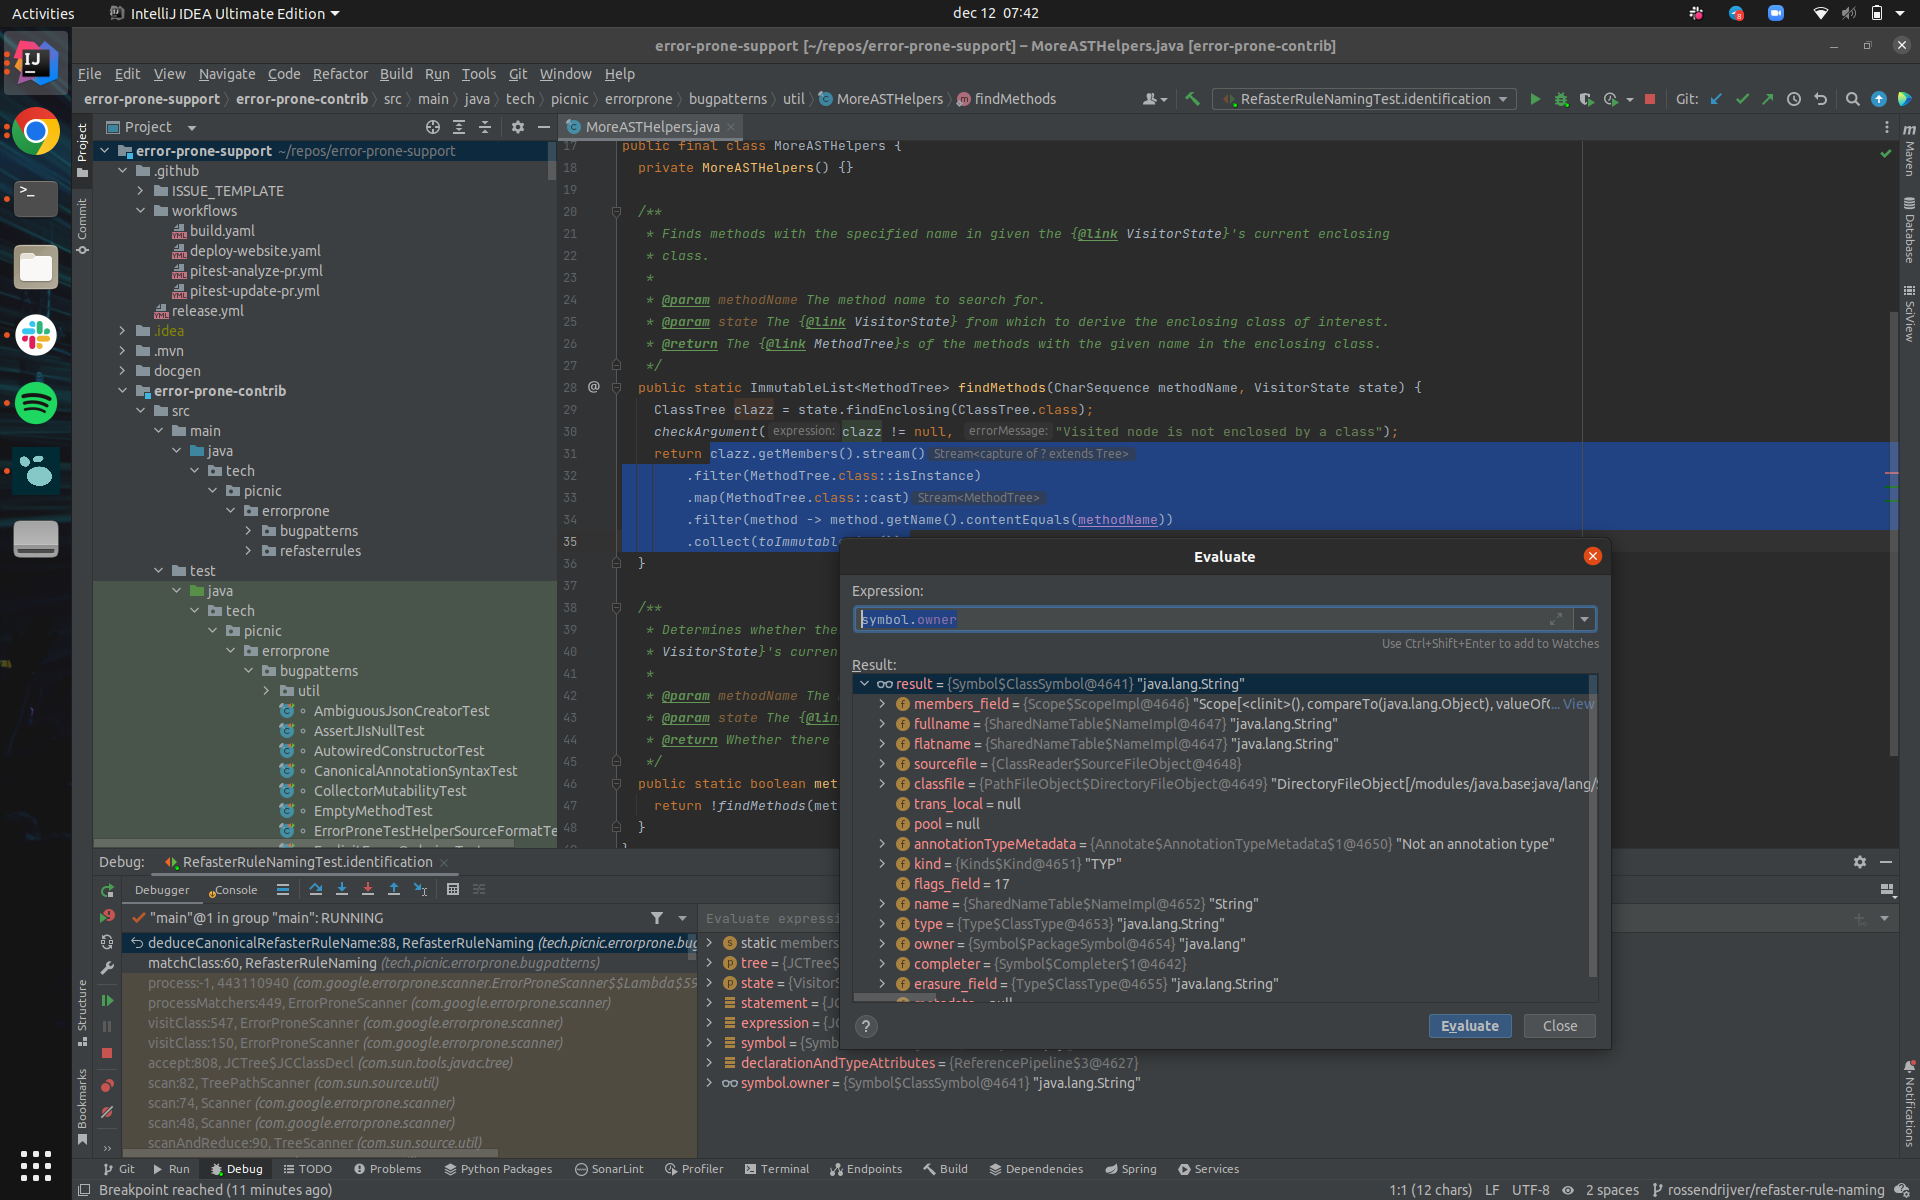 Activities
IntelliJ IDEA Ultimate Edition
dec 12 07:42
error-prone-support [~/repos/error-prone-support] – MoreASTHelpers.java [error-prone-contrib]
File Edit View Navigate Code Refactor Build Run Tools Git Window Help
error-prone-support error-prone-contrib src main java tech picnic errorprone bugpatterns util MoreASTHelpers findMethods
RefasterRuleNamingTest.identification
Git:
Project
MoreASTHelpers.java
error-prone-support ~/repos/error-prone-support
.github
ISSUE_TEMPLATE
workflows
build.yaml
deploy-website.yaml
pitest-analyze-pr.yml
pitest-update-pr.yml
release.yml
.idea
.mvn
docgen
error-prone-contrib
src
main
java
tech
picnic
errorprone
bugpatterns
refasterrules
test
java
tech
picnic
errorprone
bugpatterns
util
AmbiguousJsonCreatorTest
AssertJIsNullTest
AutowiredConstructorTest
CanonicalAnnotationSyntaxTest
CollectorMutabilityTest
EmptyMethodTest
ErrorProneTestHelperSourceFormatTe
Project
Commit
Structure
Bookmarks
Maven
Database
SciView
Notifications
17 public final class MoreASTHelpers {
18 private MoreASTHelpers() {}
19
20 /**
21 * Finds methods with the specified name in given the {@link VisitorState}'s current enclosing
22 * class.
23 *
24 * @param methodName The method name to search for.
25 * @param state The {@link VisitorState} from which to derive the enclosing class of interest.
26 * @return The {@link MethodTree}s of the methods with the given name in the enclosing class.
27 */
28 @ public static ImmutableList<MethodTree> findMethods(CharSequence methodName, VisitorState state) {
29 ClassTree clazz = state.findEnclosing(ClassTree.class);
30 checkArgument( expression: clazz != null, errorMessage: "Visited node is not enclosed by a class");
31 return clazz.getMembers().stream() Stream<capture of ? extends Tree>
32 .filter(MethodTree.class::isInstance)
33 .map(MethodTree.class::cast) Stream<MethodTree>
34 .filter(method -> method.getName().contentEquals(methodName))
35 .collect(toImmutabl
36 }
37
38 /**
39 * Determines whether the
40 * VisitorState}'s curren
41 *
42 * @param methodName The
43 * @param state The {@lin
44 * @return Whether there
45 */
46 public static boolean met
47 return !findMethods(met
48 }
Evaluate
Expression:
symbol.owner
Use Ctrl+Shift+Enter to add to Watches
Result:
result = {Symbol$ClassSymbol@4641} "java.lang.String"
members_field = {Scope$ScopeImpl@4646} "Scope[<clinit>(), compareTo(java.lang.Object), valueOf(... View
fullname = {SharedNameTable$NameImpl@4647} "java.lang.String"
flatname = {SharedNameTable$NameImpl@4647} "java.lang.String"
sourcefile = {ClassReader$SourceFileObject@4648}
classfile = {PathFileObject$DirectoryFileObject@4649} "DirectoryFileObject[/modules/java.base:java/lang/
trans_local = null
pool = null
annotationTypeMetadata = {Annotate$AnnotationTypeMetadata$1@4650} "Not an annotation type"
kind = {Kinds$Kind@4651} "TYP"
flags_field = 17
name = {SharedNameTable$NameImpl@4652} "String"
type = {Type$ClassType@4653} "java.lang.String"
owner = {Symbol$PackageSymbol@4654} "java.lang"
completer = {Symbol$Completer$1@4642}
erasure_field = {Type$ClassType@4655} "java.lang.String"
metadata = null
? Evaluate Close
Debug: RefasterRuleNamingTest.identification
Debugger Console
"main"@1 in group "main": RUNNING
deduceCanonicalRefasterRuleName:88, RefasterRuleNaming (tech.picnic.errorprone.bug
matchClass:60, RefasterRuleNaming (tech.picnic.errorprone.bugpatterns)
process:-1, 443110940 (com.google.errorprone.scanner.ErrorProneScanner$$Lambda$59
processMatchers:449, ErrorProneScanner (com.google.errorprone.scanner)
visitClass:547, ErrorProneScanner (com.google.errorprone.scanner)
visitClass:150, ErrorProneScanner (com.google.errorprone.scanner)
accept:808, JCTree$JCClassDecl (com.sun.tools.javac.tree)
scan:82, TreePathScanner (com.sun.source.util)
scan:74, Scanner (com.google.errorprone.scanner)
scan:48, Scanner (com.google.errorprone.scanner)
scanAndReduce:90, TreeScanner (com.sun.source.util)
Evaluate expressi
static members
tree = {JCTree$
state = {VisitorS
statement = {JC
expression = {JC
symbol = {Symb
declarationAndTypeAttributes = {ReferencePipeline$3@4627}
symbol.owner = {Symbol$ClassSymbol@4641} "java.lang.String"
Git Run Debug TODO Problems Python Packages SonarLint Profiler Terminal Endpoints Build Dependencies Spring Services
Breakpoint reached (11 minutes ago)
1:1 (12 chars) LF UTF-8 2 spaces rossendrijver/refaster-rule-naming